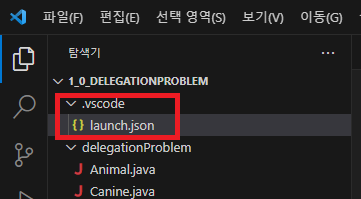 파일(F) 편집(E) 선택 영역(S) 보기(V) 이동(G)
탐색기
1_0_DELEGATIONPROBLEM
.vscode
{} launch.json
delegationProblem
J Animal.java
J Canine.java